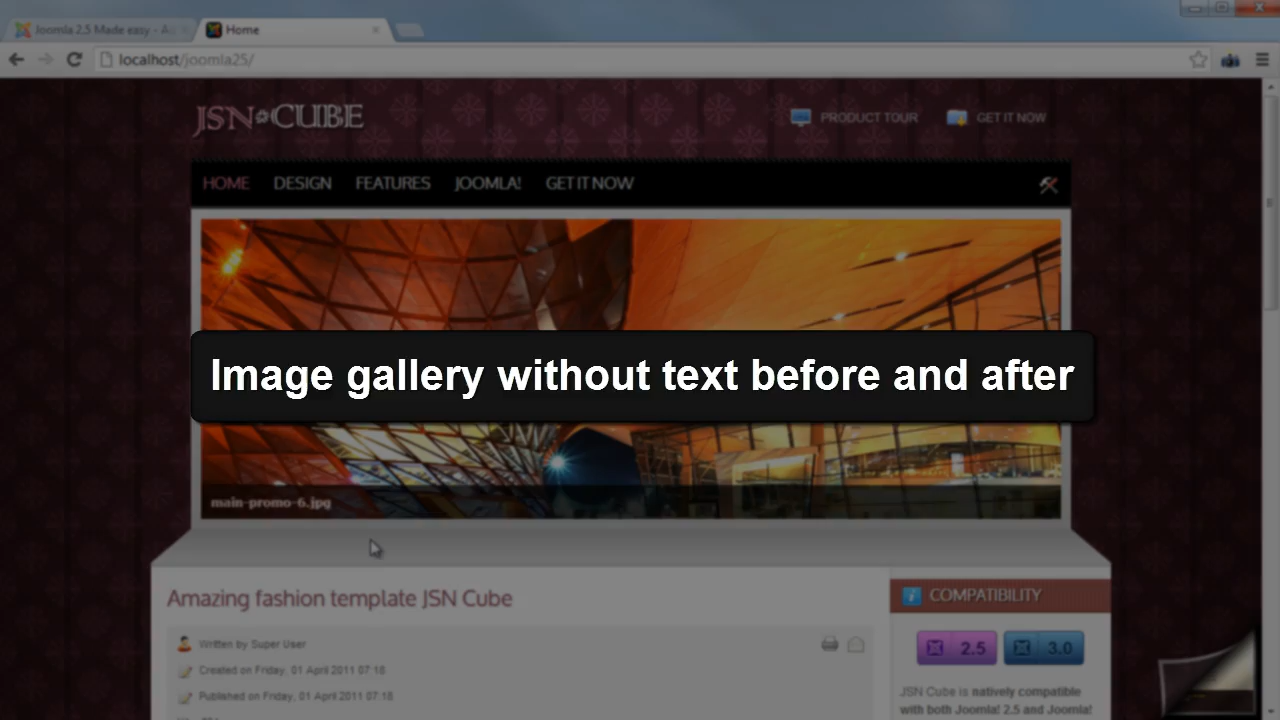 Joomla 2.5 Made easy - Ad
Home
localhost/joomla25/
JSN CUBE
PRODUCT TOUR
GET IT NOW
HOME DESIGN FEATURES JOOMLA! GET IT NOW
Image gallery without text before and after
main-promo-6.jpg
Amazing fashion template JSN Cube
Written by Super User
Created on Friday, 01 April 2011 07:18
Published on Friday, 01 April 2011 07:18
COMPATIBILITY
2.5
3.0
JSN Cube is natively compatible
with both Joomla! 2.5 and Joomla!